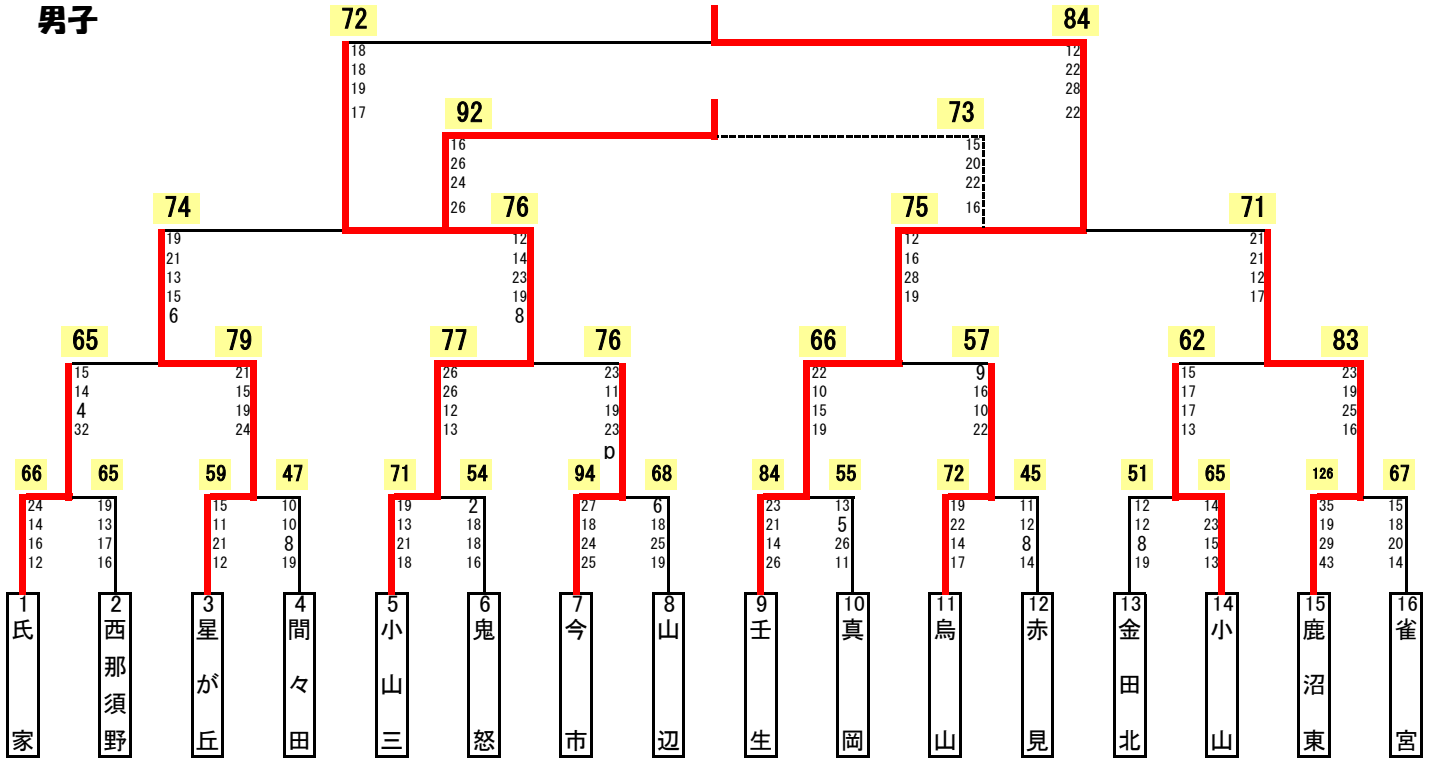 男子
72 84
18 12
18 22
19 28
17 22
92 73
16 15
26 20
24 22
26 16
74 76 75 71
19 12 12 21
21 14 16 21
13 23 28 12
15 19 19 17
6 8
65 79 77 76 66 57 62 83
15 21 26 23 22 9 15 23
14 15 26 11 10 16 17 19
4 19 12 19 15 10 17 25
32 24 13 23 19 22 13 16
p
66 65 59 47 71 54 94 68 84 55 72 45 51 65 126 67
24 19 15 10 19 2 27 6 23 13 19 11 12 14 35 15
14 13 11 10 13 18 18 18 21 5 22 12 12 23 19 18
16 17 21 8 21 18 24 25 14 26 14 8 8 15 29 20
12 16 12 19 18 16 25 19 26 11 17 14 19 13 43 14
1 氏家
2 西那須野
3 星が丘
4 間々田
5 小山三
6 鬼怒
7 今市
8 山辺
9 壬生
10 真岡
11 烏山
12 赤見
13 金田北
14 小山
15 鹿沼東
16 雀宮